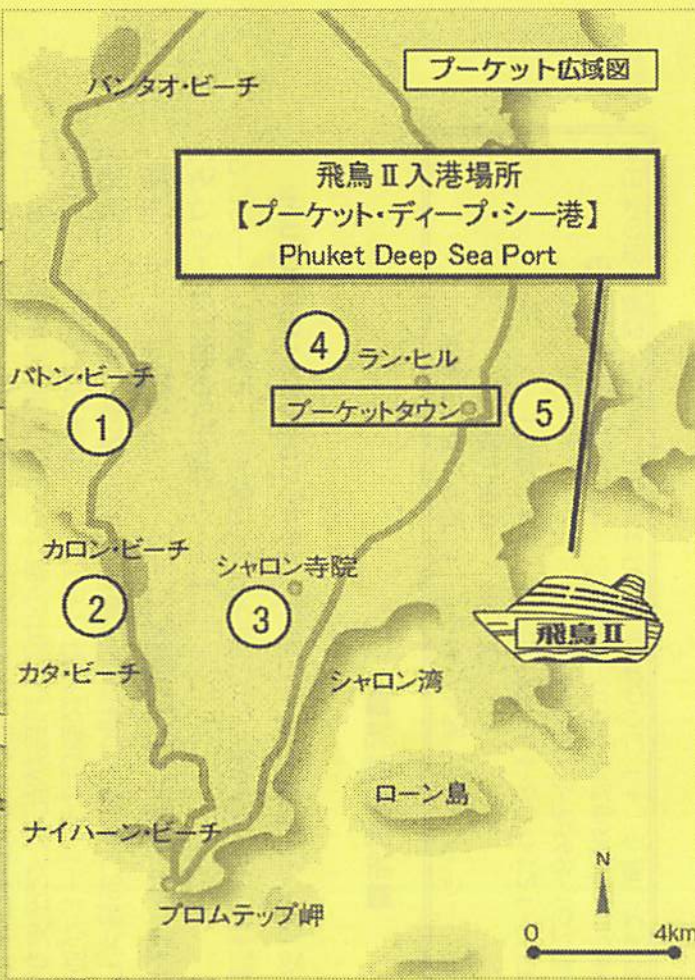 プーケット広域図
バンタオ・ビーチ
飛鳥Ⅱ入港場所
【プーケット・ディープ・シー港】
Phuket Deep Sea Port
④
ラン・ヒル
パトン・ビーチ
①
プーケットタウン
⑤
カロン・ビーチ
シャロン寺院
②
③
飛鳥Ⅱ
カタ・ビーチ
シャロン湾
ローン島
ナイハーン・ビーチ
N
プロムテップ岬
0 4km